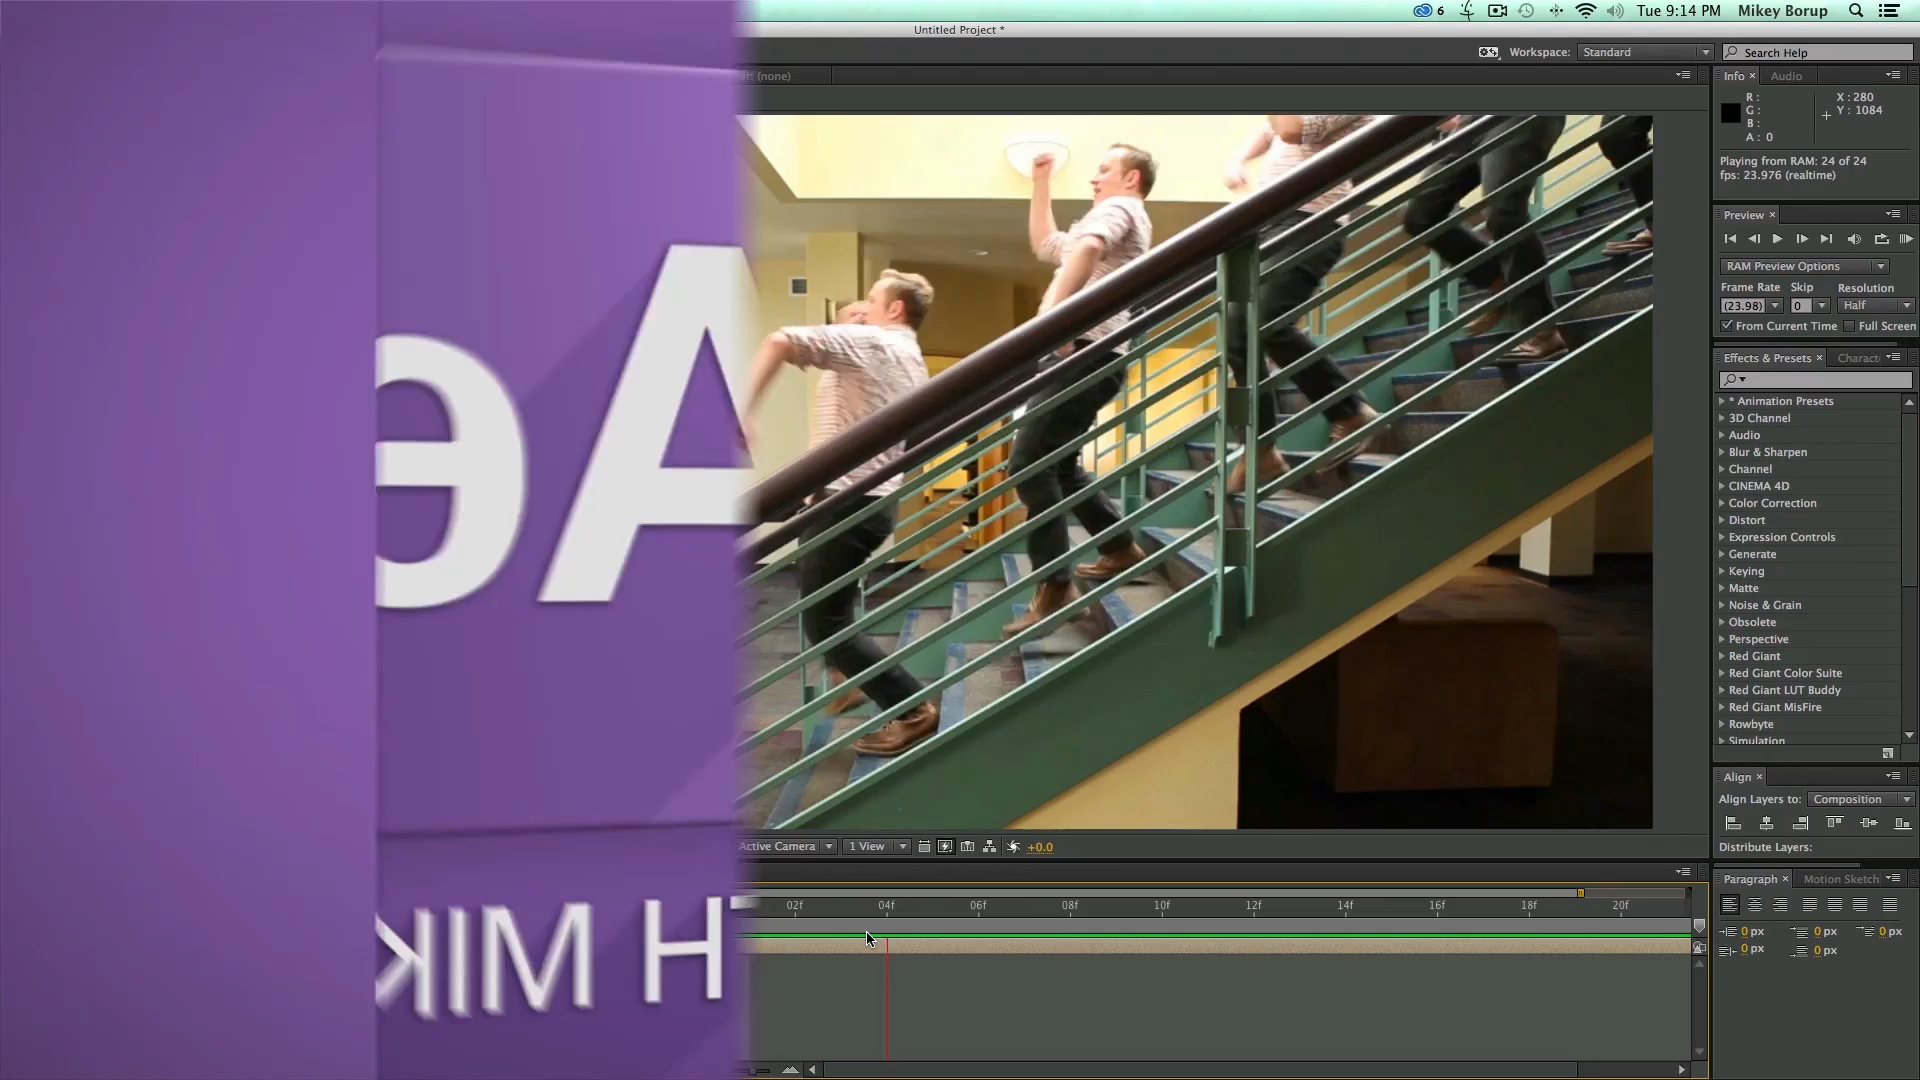 6 Tue 9:14 PM Mikey Borup
Untitled Project *
Workspace: Standard
Search Help
(none)
Info Audio
R :
G :
B :
A : 0
X : 280
Y : 1084
Playing from RAM: 24 of 24
fps: 23.976 (realtime)
Preview
RAM Preview Options
Frame Rate Skip Resolution
(23.98) 0 Half
From Current Time Full Screen
Effects & Presets Charact
* Animation Presets
3D Channel
Audio
Blur & Sharpen
Channel
CINEMA 4D
Color Correction
Distort
Expression Controls
Generate
Keying
Matte
Noise & Grain
Obsolete
Perspective
Red Giant
Red Giant Color Suite
Red Giant LUT Buddy
Red Giant MisFire
Rowbyte
Simulation
Align
Align Layers to: Composition
Distribute Layers:
Paragraph Motion Sketch
0 px 0 px 0 px
0 px 0 px
Ae
H MIK
Active Camera 1 View +0.0
02f 04f 06f 08f 10f 12f 14f 16f 18f 20f